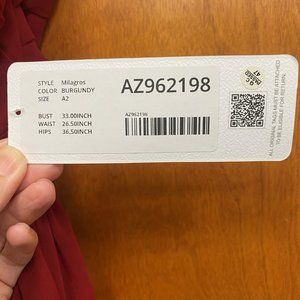 STYLE Milagros
COLOR BURGUNDY
SIZE A2
BUST 33.00INCH
WAIST 26.50INCH
HIPS 36.50INCH
AZ962198
AZ962198
ALL ORIGINAL TAGS MUST BE ATTACHED
TO BE ELIGIBLE FOR RETURN.